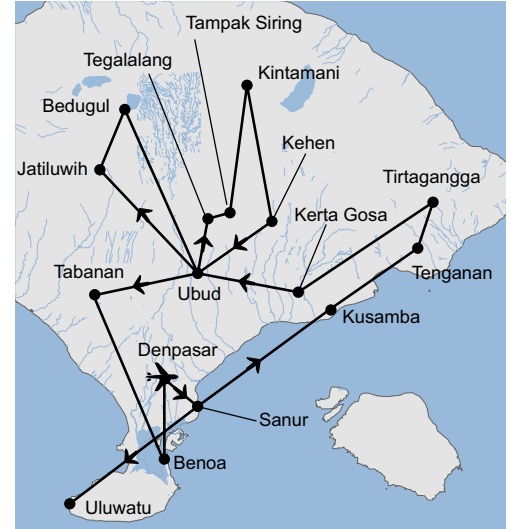 Tampak Siring
Tegalalang
Kintamani
Bedugul
Kehen
Jatiluwih
Tirtagangga
Kerta Gosa
Tabanan
Ubud
Tenganan
Kusamba
Denpasar
Sanur
Benoa
Uluwatu